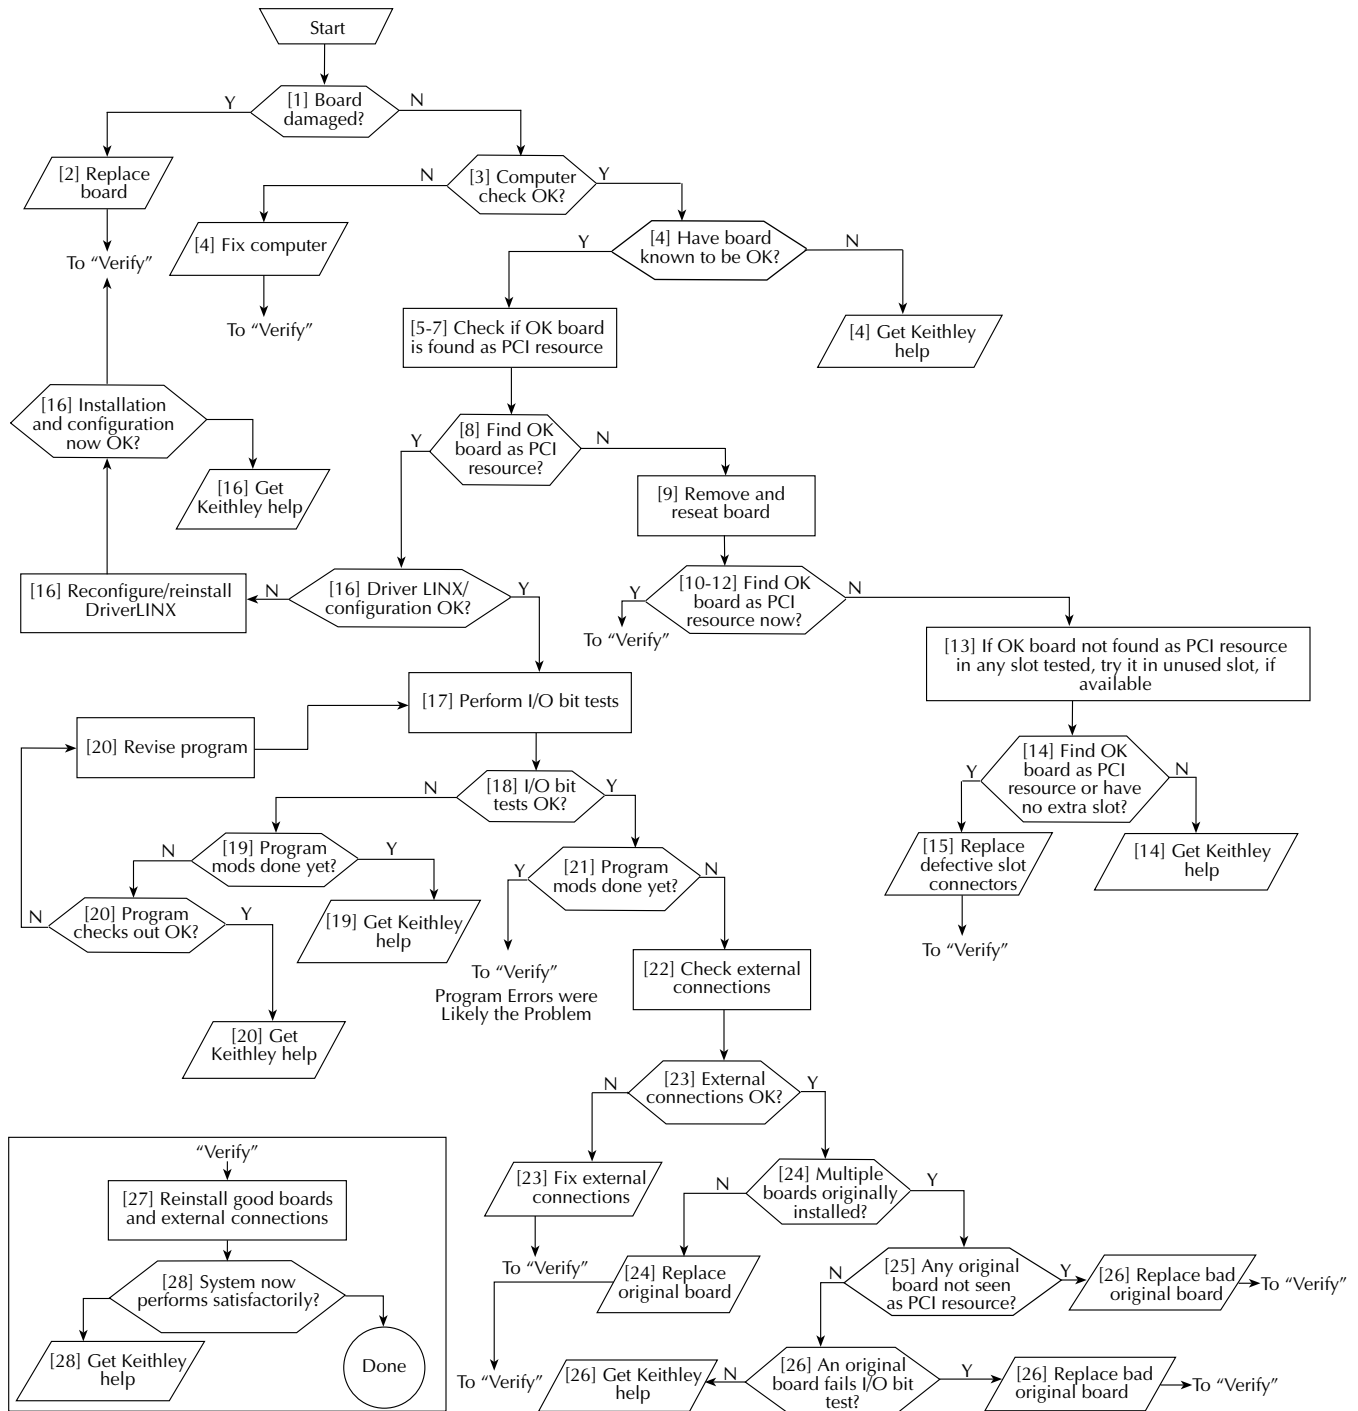 Start
[1] Board
damaged?
Y
N
[2] Replace
board
To “Verify”
[3] Computer
check OK?
N
Y
[4] Fix computer
To “Verify”
[4] Have board
known to be OK?
Y
N
[4] Get Keithley
help
[5-7] Check if OK board
is found as PCI resource
[16] Installation
and configuration
now OK?
[16] Get
Keithley help
[8] Find OK
board as PCI
resource?
Y
N
[9] Remove and
reseat board
[16] Reconfigure/reinstall
DriverLINX
N
[16] Driver LINX/
configuration OK?
Y
[10-12] Find OK
board as PCI
resource now?
Y
N
To “Verify”
[13] If OK board not found as PCI resource
in any slot tested, try it in unused slot, if
available
[17] Perform I/O bit tests
[20] Revise program
[14] Find OK
board as PCI
resource or have
no extra slot?
Y
N
[18] I/O bit
tests OK?
N
Y
[15] Replace
defective slot
connectors
[14] Get Keithley
help
To “Verify”
[19] Program
mods done yet?
N
Y
[21] Program
mods done yet?
Y
N
[20] Program
checks out OK?
N
Y
[19] Get Keithley
help
To “Verify”
Program Errors were
Likely the Problem
[22] Check external
connections
[20] Get
Keithley help
[23] External
connections OK?
N
Y
[23] Fix external
connections
To “Verify”
[24] Multiple
boards originally
installed?
N
Y
[24] Replace
original board
To “Verify”
[25] Any original
board not seen
as PCI resource?
N
Y
[26] Replace bad
original board
To “Verify”
[26] An original
board fails I/O bit
test?
N
Y
[26] Get Keithley
help
[26] Replace bad
original board
To “Verify”
“Verify”
[27] Reinstall good boards
and external connections
[28] System now
performs satisfactorily?
[28] Get Keithley
help
Done